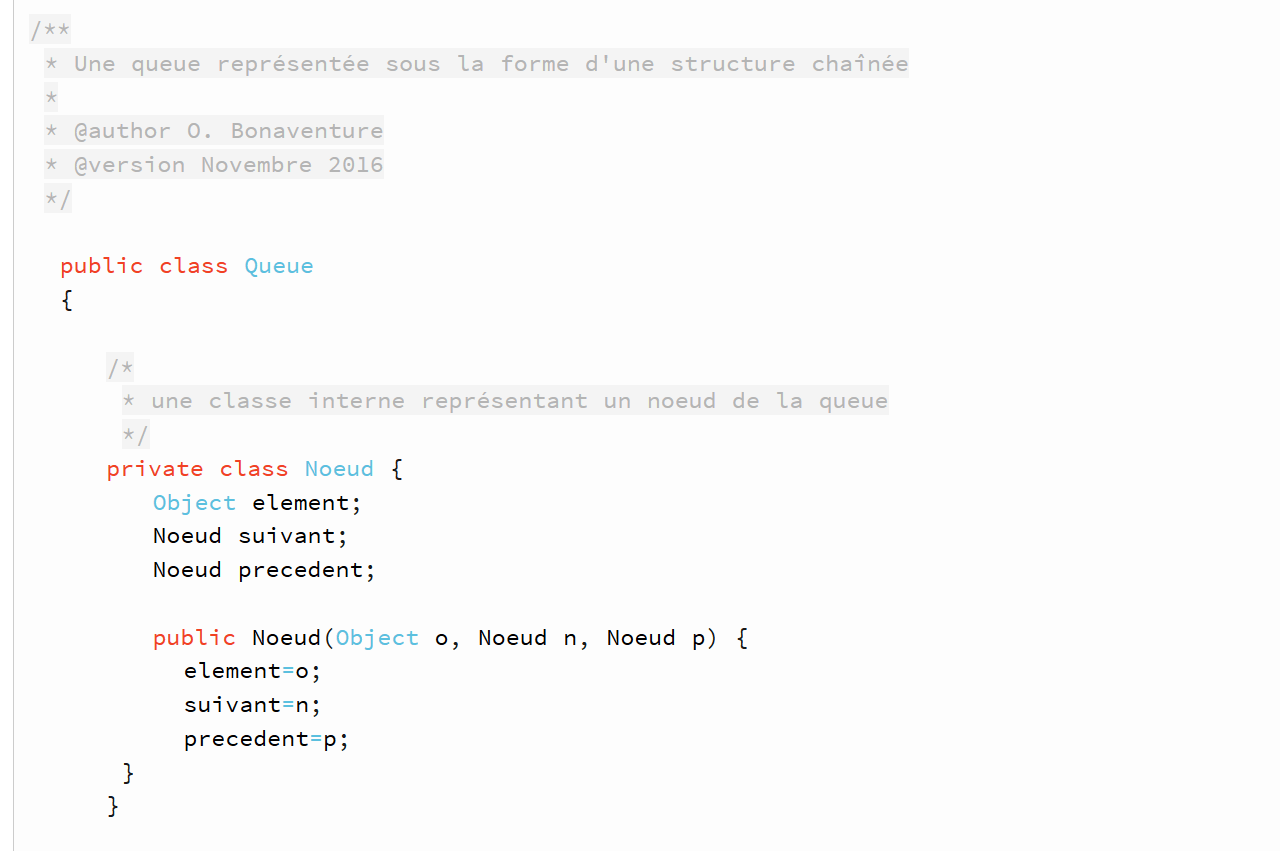 /**
* Une queue représentée sous la forme d'une structure chaînée
*
* @author O. Bonaventure
* @version Novembre 2016
*/
public class Queue
{
/*
* une classe interne représentant un noeud de la queue
*/
private class Noeud {
Object element;
Noeud suivant;
Noeud precedent;
public Noeud(Object o, Noeud n, Noeud p) {
element=o;
suivant=n;
precedent=p;
}
}